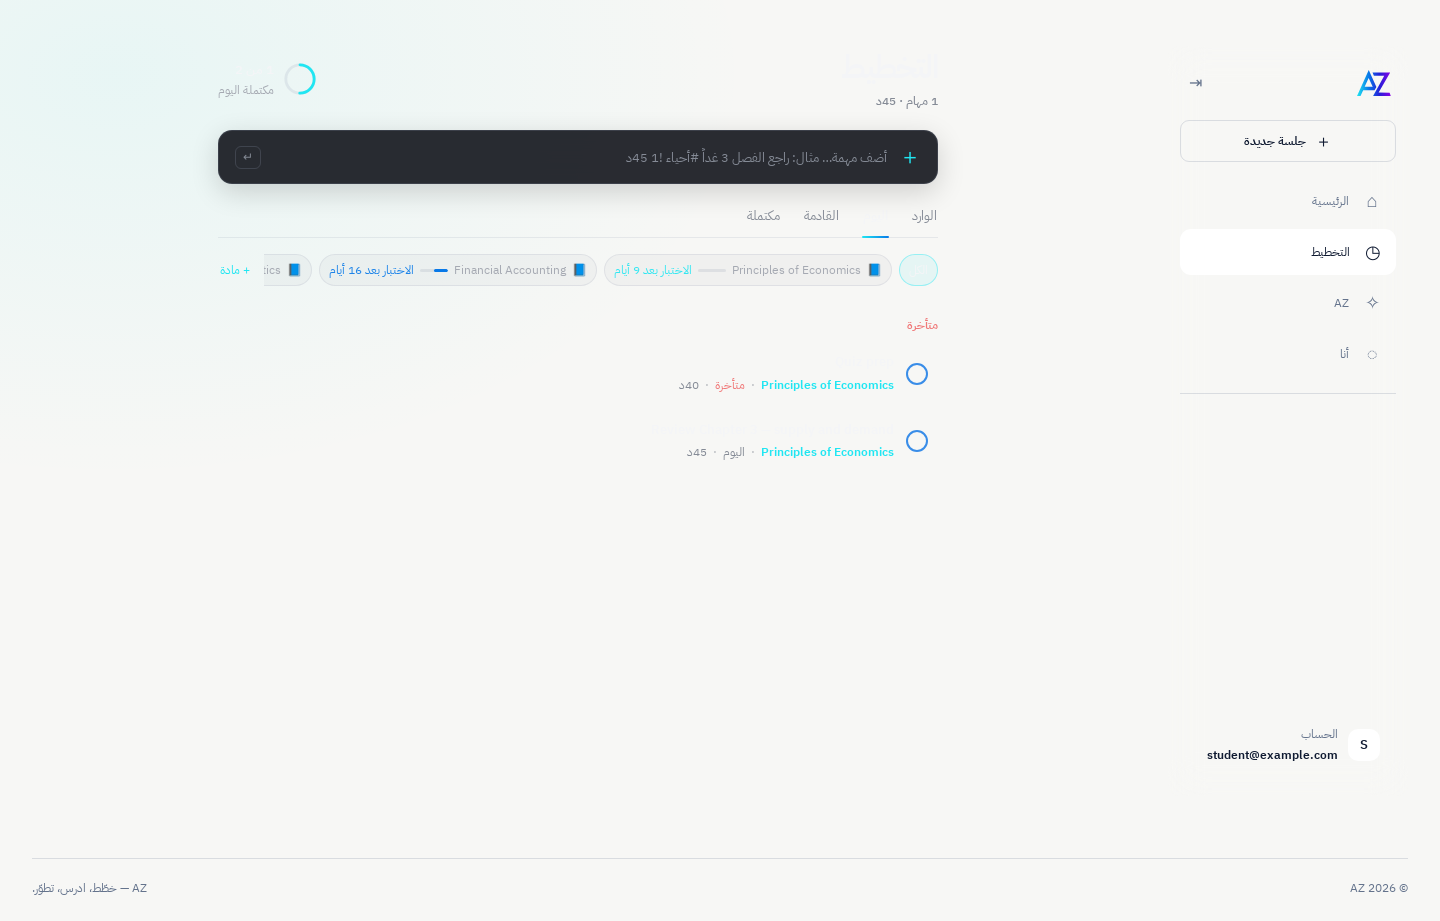 AZ
⇥
+ جلسة جديدة
الرئيسية
التخطيط
AZ
أنا
الحساب
student@example.com
S
التخطيط
1 مهام · 45د
مكتملة اليوم
+ أضف مهمة... مثال: راجع الفصل 3 غداً #أحياء !1 45د
↵
الوارد
القادمة
مكتملة
Principles of Economics الاختبار بعد 9 أيام
Financial Accounting الاختبار بعد 16 أيام
tics
+ مادة
متأخرة
Principles of Economics · متأخرة · 40د
Principles of Economics · اليوم · 45د
© 2026 AZ
AZ — خطّط، ادرس، تطوّر.